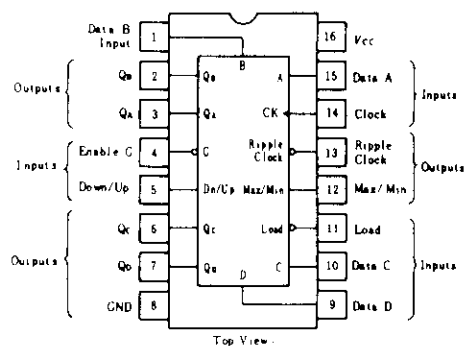 Data B
Input
1
16
Vcc
Outputs
QB
2
QB
B
A
15
Data A
Inputs
QA
3
QA
CK
14
Clock
Inputs
Enable G
4
G
Ripple
Clock
13
Ripple
Clock
Outputs
Down/Up
5
Dn/Up
Max/Min
12
Max/Min
Outputs
QC
6
QC
Load
11
Load
Inputs
QD
7
C
10
Data C
GND
8
D
9
Data D
Top View